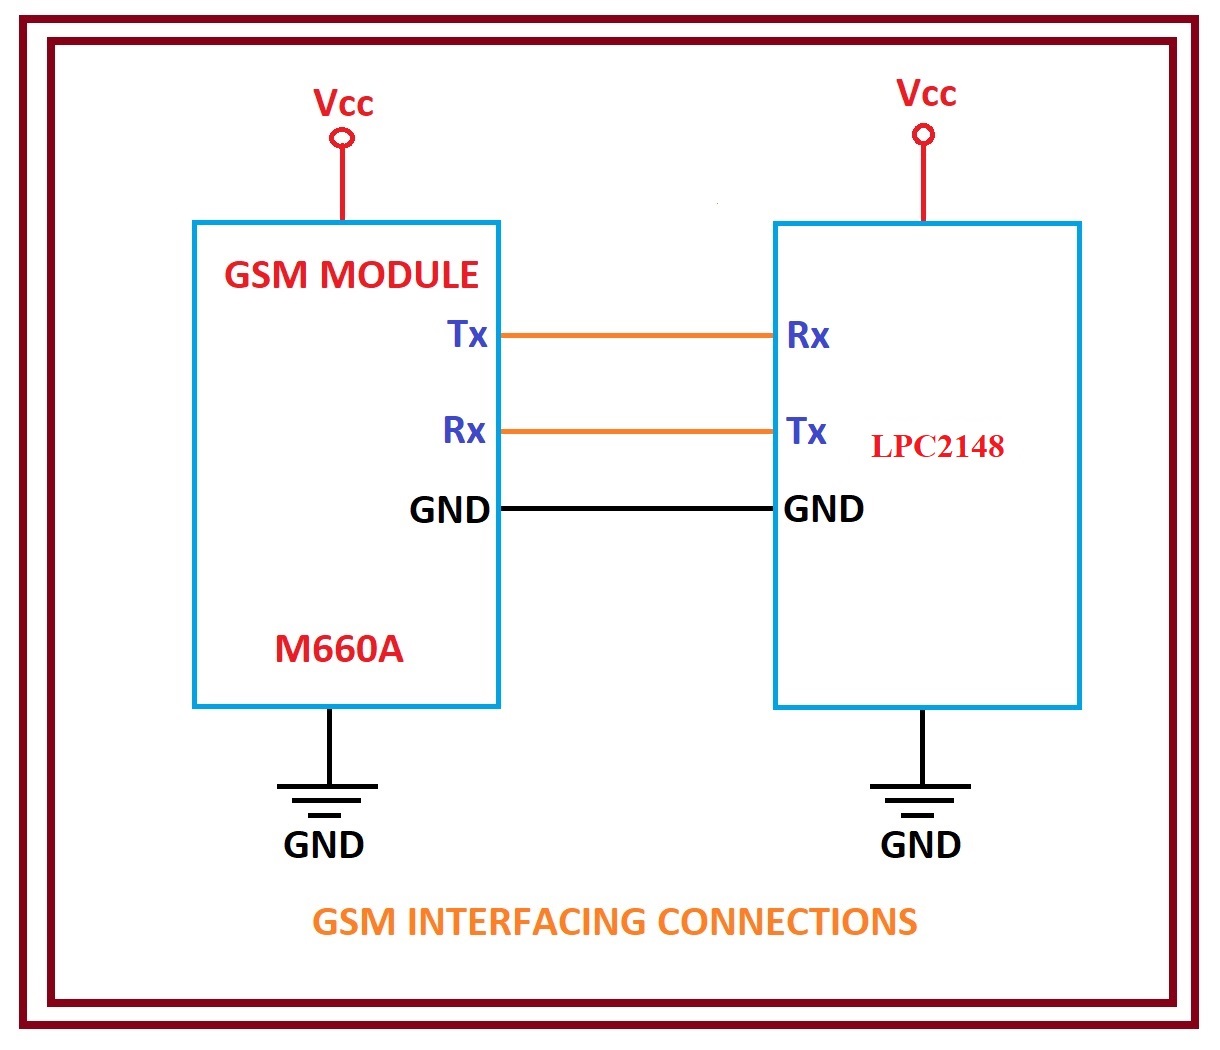 Vcc
Vcc
GSM MODULE
Tx
Rx
Rx
Tx
LPC2148
GND
GND
M660A
GND
GND
GSM INTERFACING CONNECTIONS